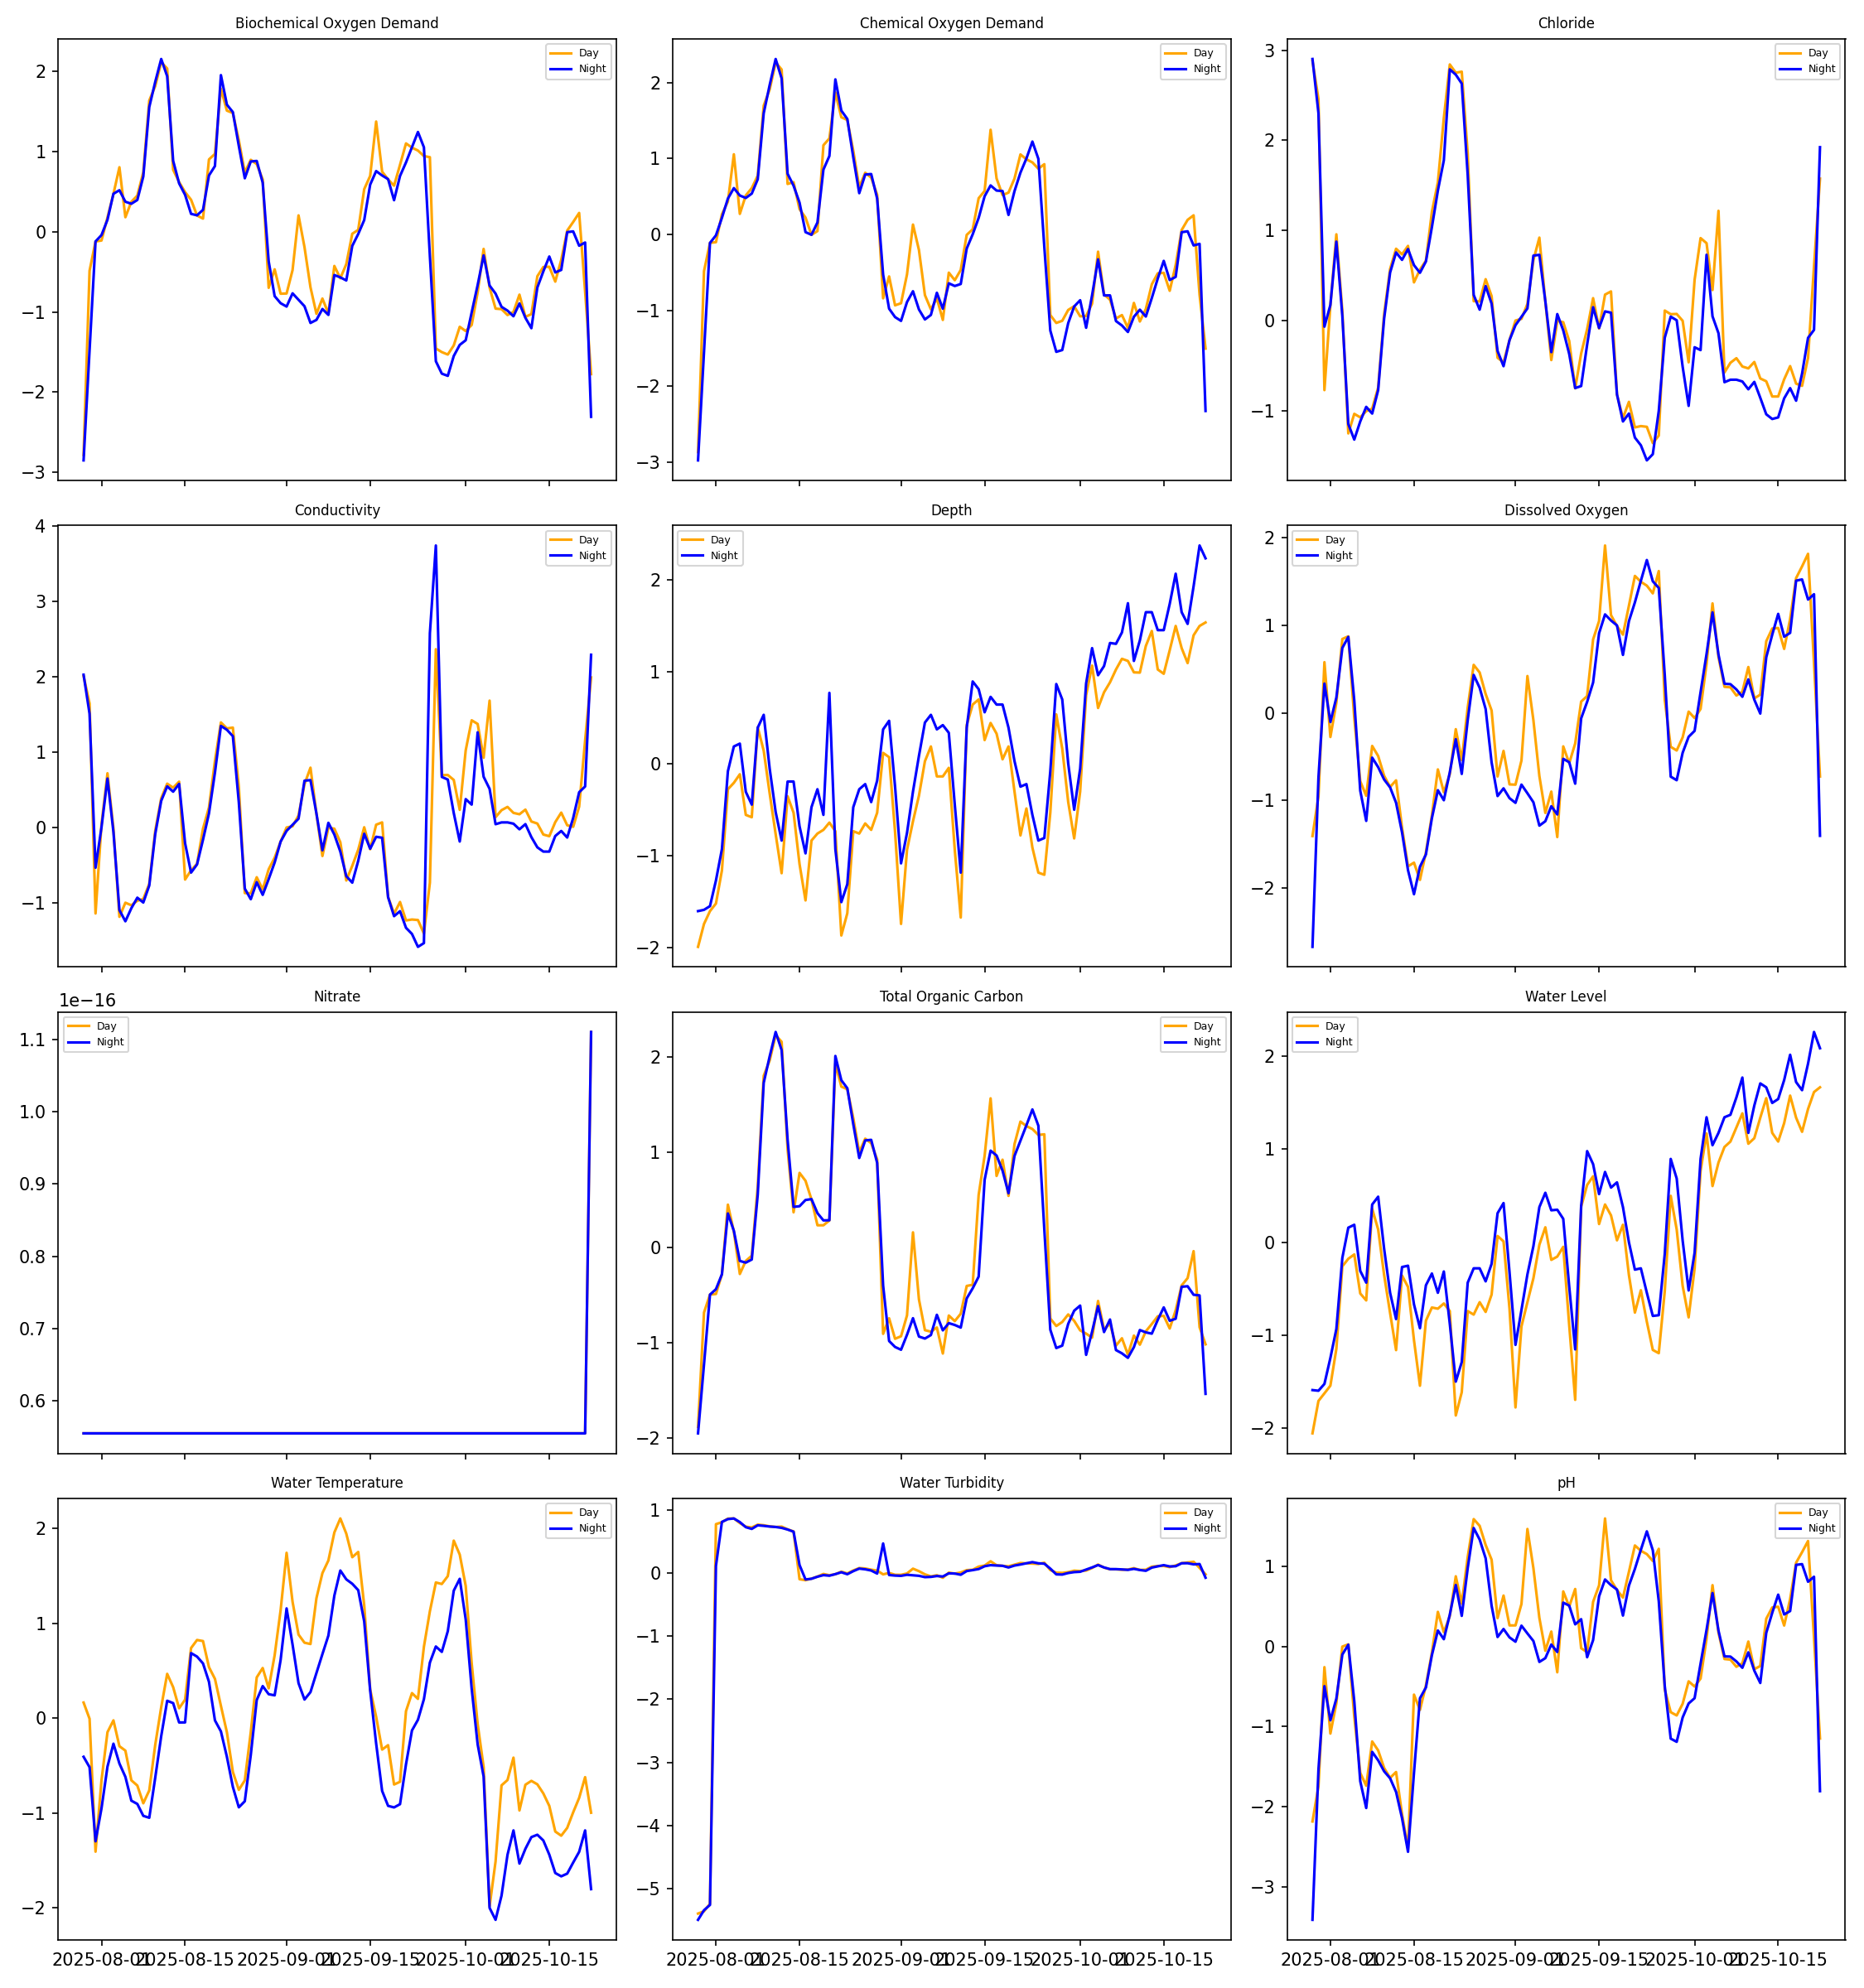 Biochemical Oxygen Demand
2
1
0
−1
−2
−3
Day
Night
Chemical Oxygen Demand
2
1
0
−1
−2
−3
Day
Night
Chloride
3
2
1
0
−1
Day
Night
Conductivity
4
3
2
1
0
−1
Day
Night
Depth
2
1
0
−1
−2
Day
Night
Dissolved Oxygen
2
1
0
−1
−2
Day
Night
Nitrate
1e−16
1.1
1.0
0.9
0.8
0.7
0.6
Day
Night
Total Organic Carbon
2
1
0
−1
−2
Day
Night
Water Level
2
1
0
−1
−2
Day
Night
Water Temperature
2
1
0
−1
−2
Day
Night
2025-08-01 2025-08-15 2025-09-01 2025-09-15 2025-10-01 2025-10-15
Water Turbidity
1
0
−1
−2
−3
−4
−5
Day
Night
2025-08-01 2025-08-15 2025-09-01 2025-09-15 2025-10-01 2025-10-15
pH
1
0
−1
−2
−3
Day
Night
2025-08-01 2025-08-15 2025-09-01 2025-09-15 2025-10-01 2025-10-15